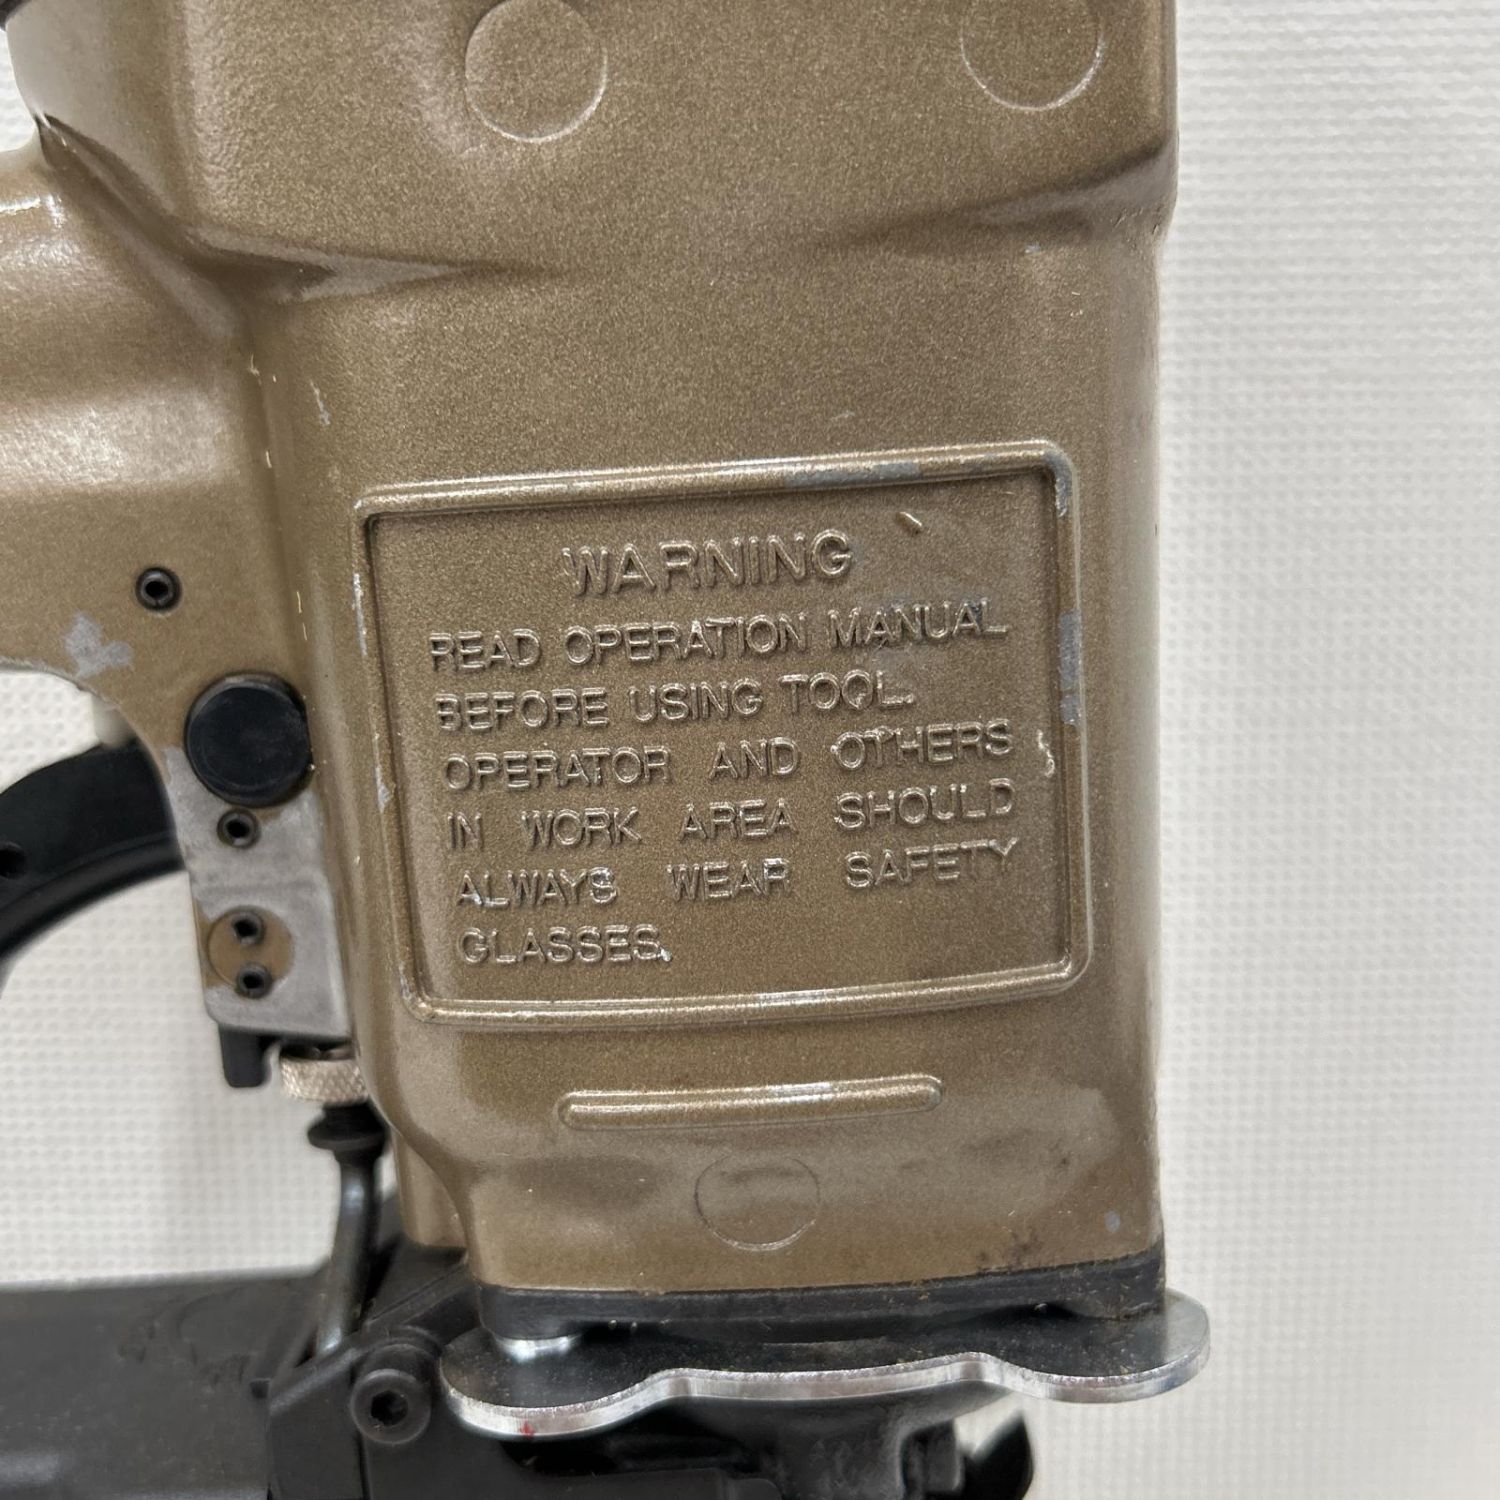 WARNING
READ OPERATION MANUAL
BEFORE USING TOOL.
OPERATOR AND OTHERS
IN WORK AREA SHOULD
ALWAYS WEAR SAFETY
GLASSES.